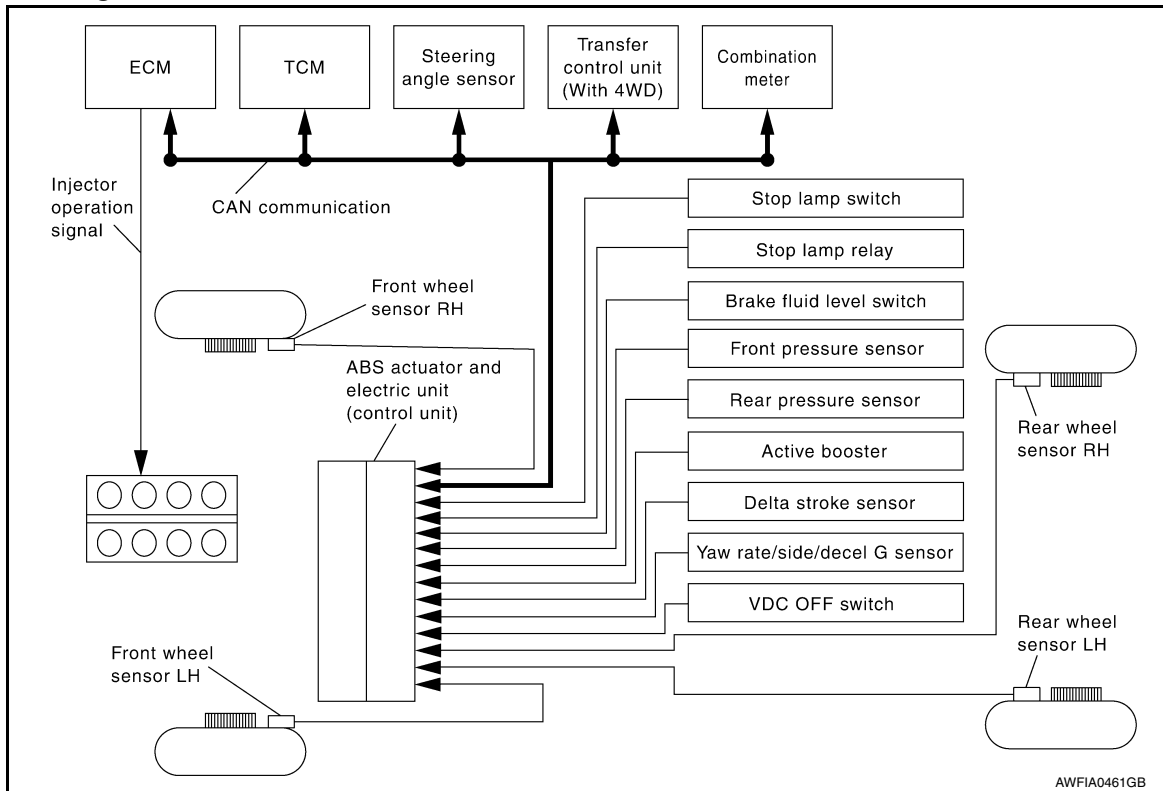 ECM
TCM
Steering
angle sensor
Transfer
control unit
(With 4WD)
Combination
meter
Injector
operation
signal
CAN communication
Stop lamp switch
Stop lamp relay
Brake fluid level switch
Front pressure sensor
Rear pressure sensor
Active booster
Delta stroke sensor
Yaw rate/side/decel G sensor
VDC OFF switch
Front wheel
sensor RH
ABS actuator and
electric unit
(control unit)
Rear wheel
sensor RH
Front wheel
sensor LH
Rear wheel
sensor LH
AWFIA0461GB